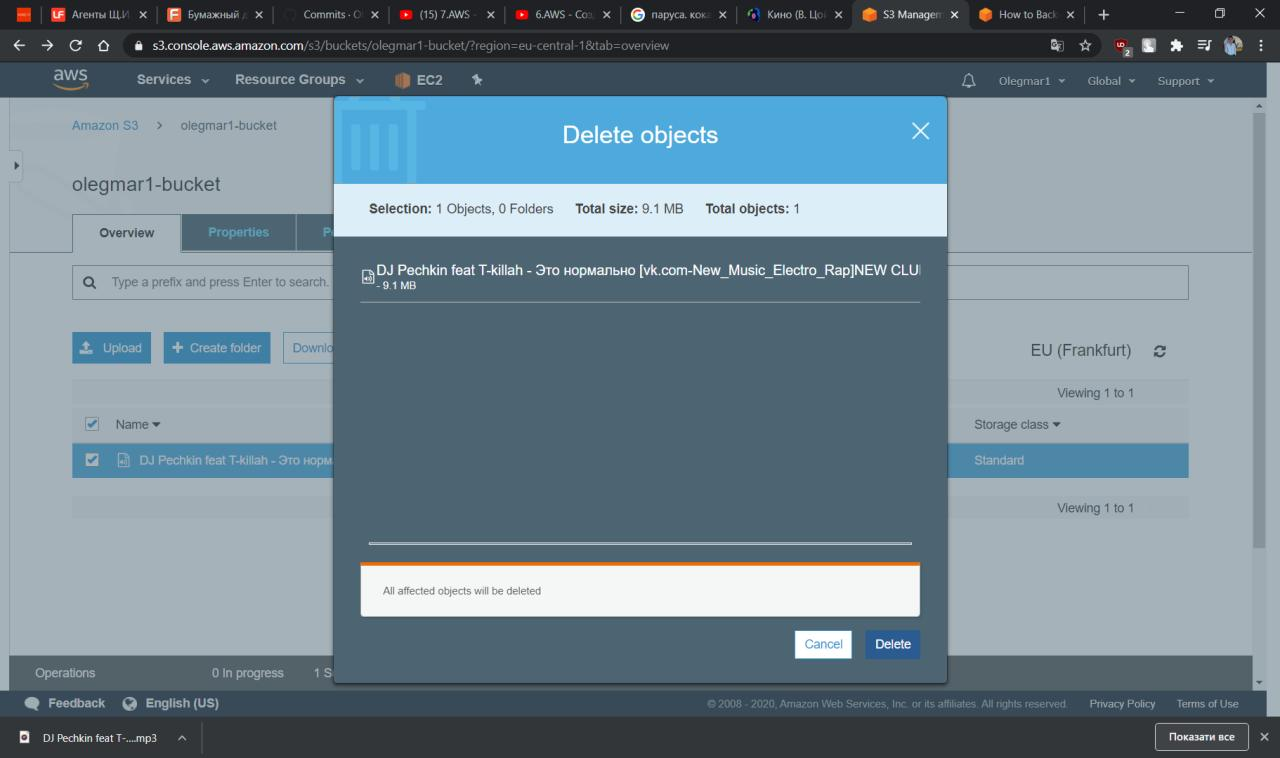 Агенты Щ.И
Бумажный д
Commits · O
(15) 7.AWS -
6.AWS - Соз
паруса. кока
Кино (В. Цой
S3 Managem
How to Back
s3.console.aws.amazon.com/s3/buckets/olegmar1-bucket/?region=eu-central-1&tab=overview
2
aws Services Resource Groups EC2 Olegmar1 Global Support
Amazon S3 > olegmar1-bucket
Delete objects
olegmar1-bucket
Selection: 1 Objects, 0 Folders Total size: 9.1 MB Total objects: 1
Overview Properties
DJ Pechkin feat T-killah - Это нормально [vk.com-New_Music_Electro_Rap]NEW CLU
- 9.1 MB
Type a prefix and press Enter to search.
Upload + Create folder Downlo
EU (Frankfurt)
Viewing 1 to 1
Name Storage class
DJ Pechkin feat T-killah - Это норм Standard
Viewing 1 to 1
All affected objects will be deleted
Cancel Delete
Operations 0 In progress 1 S
Feedback English (US) © 2008 - 2020, Amazon Web Services, Inc. or its affiliates. All rights reserved. Privacy Policy Terms of Use
DJ Pechkin feat T-....mp3 Показати все